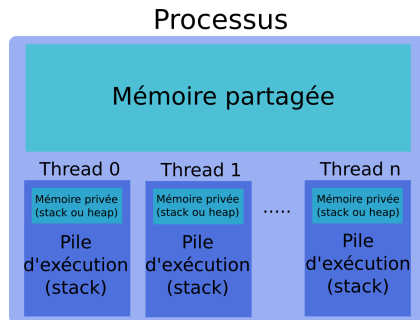 Processus
Mémoire partagée
Thread 0
Thread 1
Thread n
Mémoire privée
(stack ou heap)
Pile
d'exécution
(stack)
Mémoire privée
(stack ou heap)
Pile
d'exécution
(stack)
.....
Mémoire privée
(stack ou heap)
Pile
d'exécution
(stack)